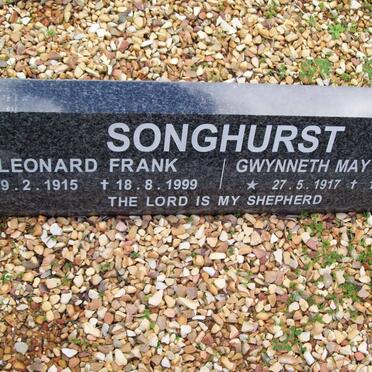 SONGHURST
LEONARD FRANK | GWYNNETH MAY
9.2.1915 † 18.8.1999 | ★ 27.5.1917 †
THE LORD IS MY SHEPHERD